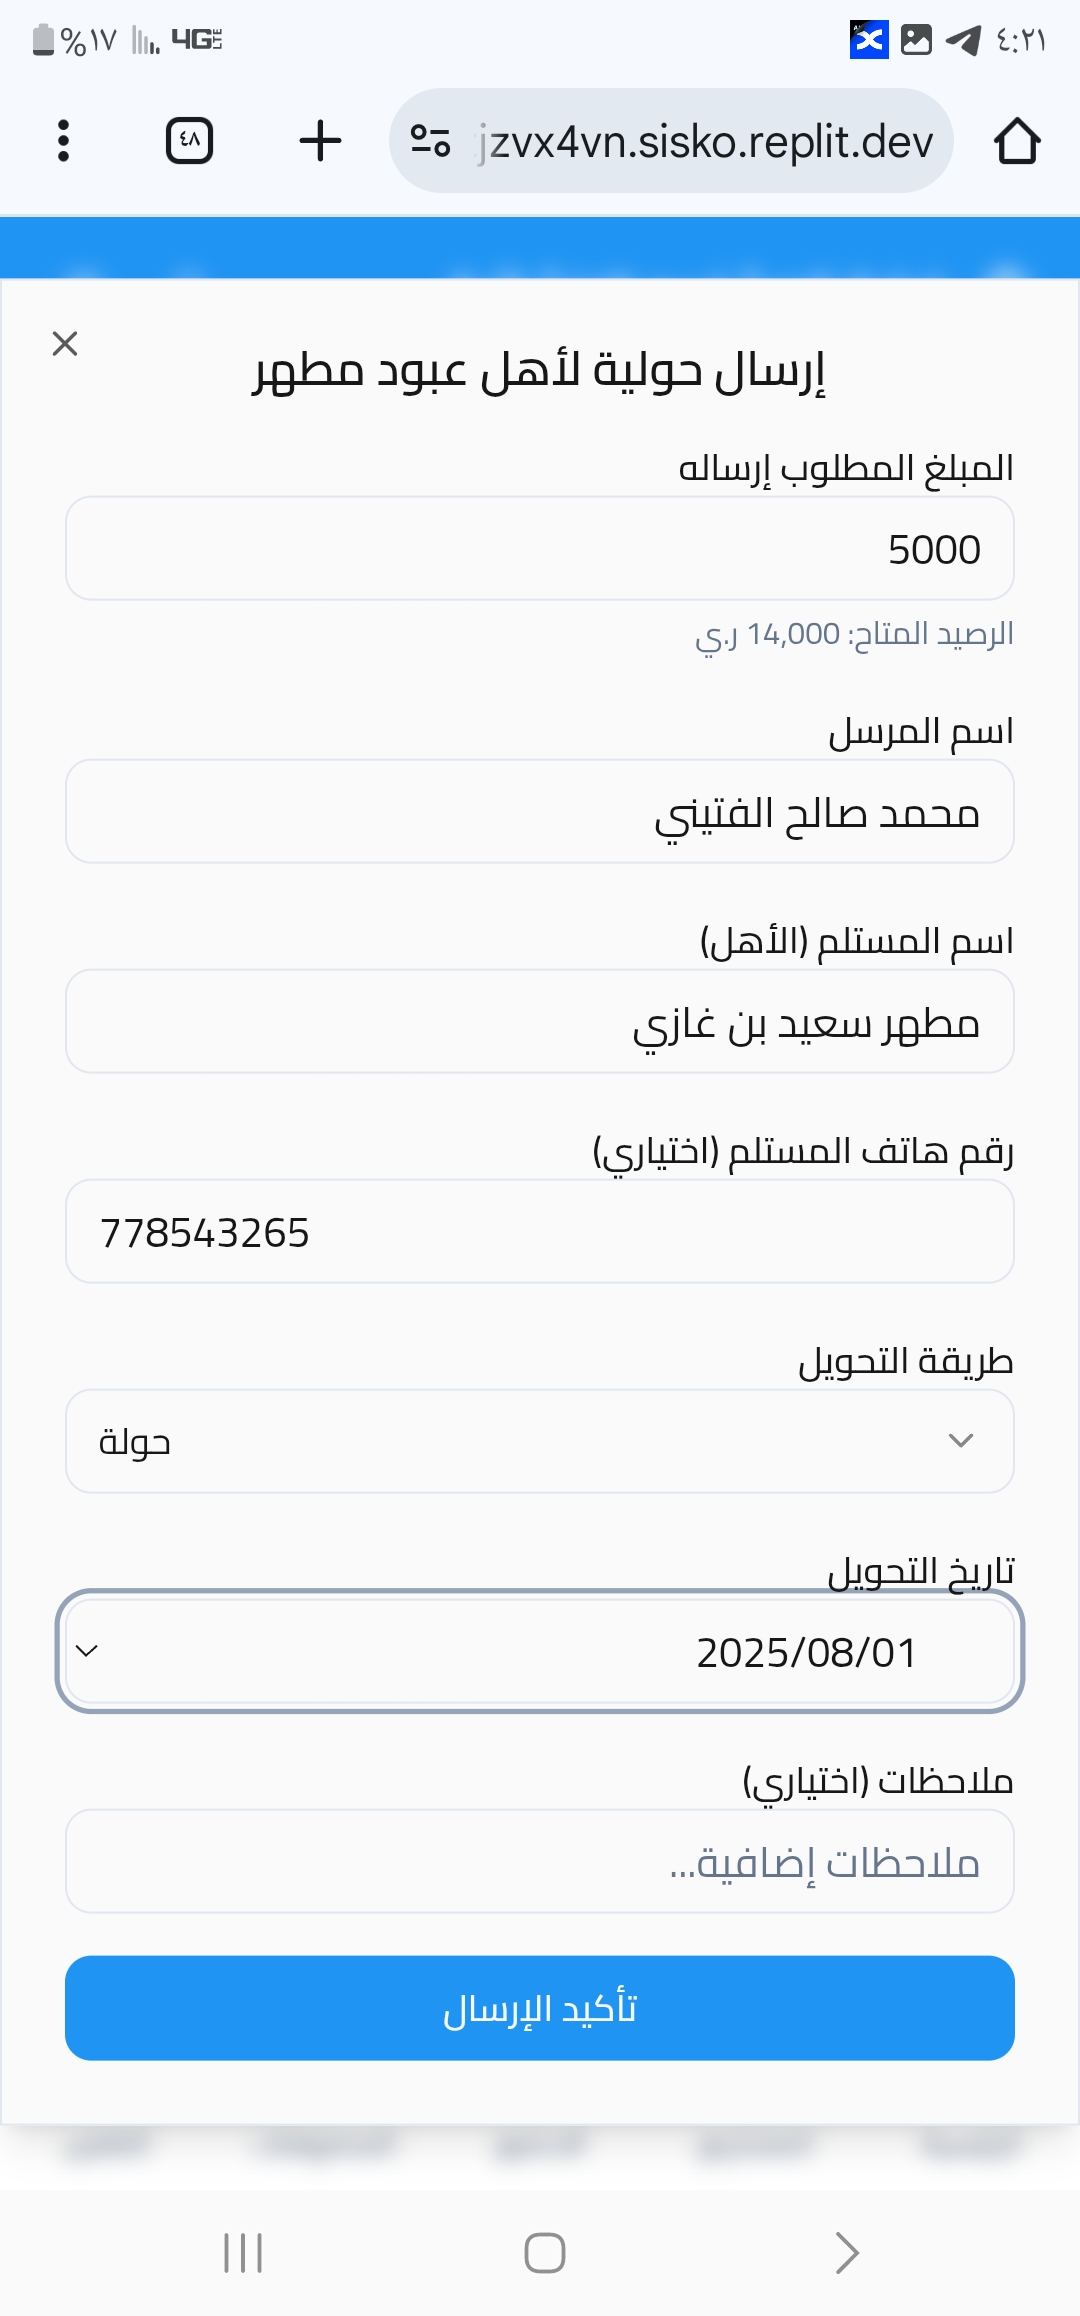 ٤:٢١
4G LTE
%١٧
jzvx4vn.sisko.replit.dev
٤٨
إرسال حولية لأهل عبود مطهر
المبلغ المطلوب إرساله
5000
الرصيد المتاح: 14,000 ر.ي
اسم المرسل
محمد صالح الفتيني
اسم المستلم (الأهل)
مطهر سعيد بن غازي
رقم هاتف المستلم (اختياري)
778543265
طريقة التحويل
حولة
تاريخ التحويل
2025/08/01
ملاحظات (اختياري)
ملاحظات إضافية...
تأكيد الإرسال